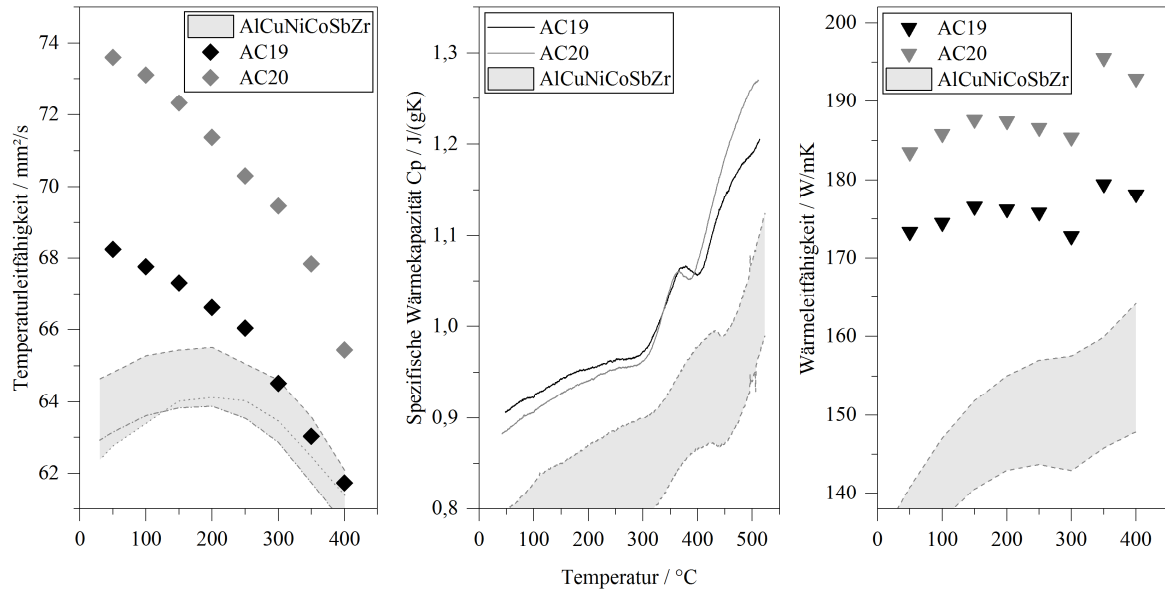 Temperaturleitfähigkeit / mm²/s
74
72
70
68
66
64
62
0
100
200
300
400
AlCuNiCoSbZr
AC19
AC20
Spezifische Wärmekapazität Cp / J/(gK)
1,3
1,2
1,1
1,0
0,9
0,8
0
100
200
300
400
500
AC19
AC20
AlCuNiCoSbZr
Temperatur / °C
Wärmeleitfähigkeit / W/mK
200
190
180
170
160
150
140
0
100
200
300
400
AC19
AC20
AlCuNiCoSbZr